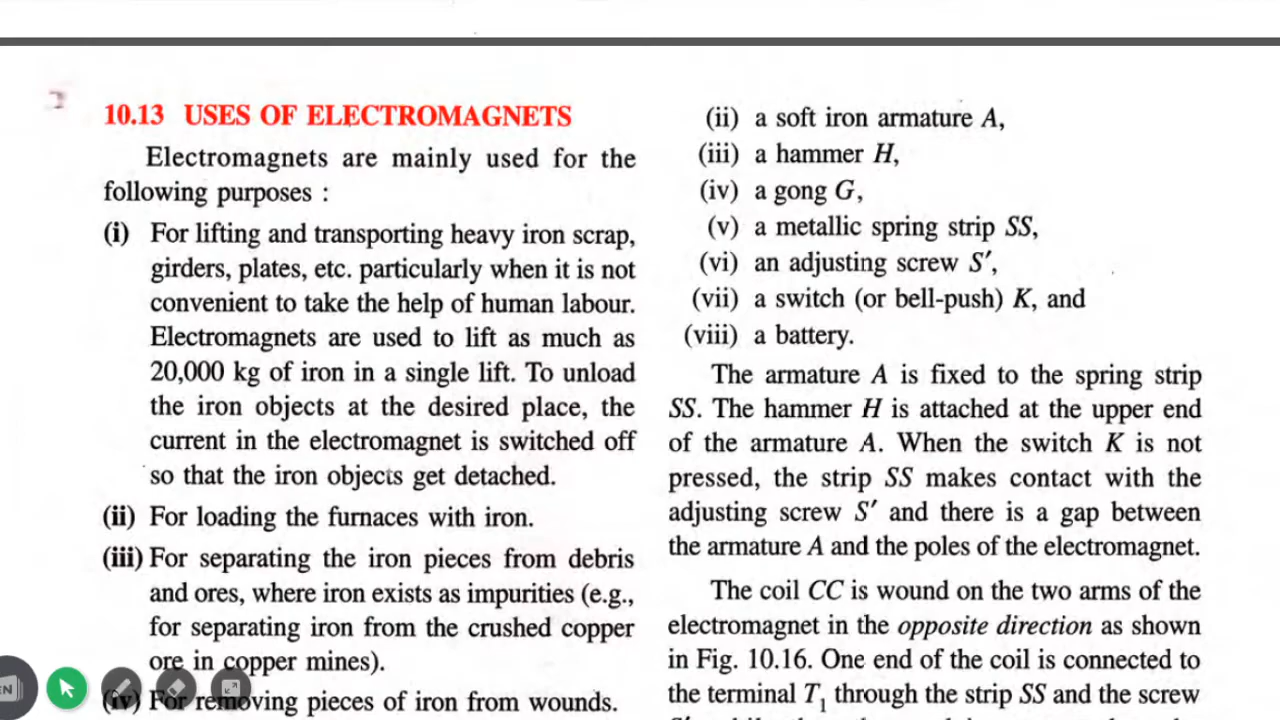 10.13 USES OF ELECTROMAGNETS
Electromagnets are mainly used for the
following purposes :
(i) For lifting and transporting heavy iron scrap,
girders, plates, etc. particularly when it is not
convenient to take the help of human labour.
Electromagnets are used to lift as much as
20,000 kg of iron in a single lift. To unload
the iron objects at the desired place, the
current in the electromagnet is switched off
so that the iron objects get detached.
(ii) For loading the furnaces with iron.
(iii) For separating the iron pieces from debris
and ores, where iron exists as impurities (e.g.,
for separating iron from the crushed copper
ore in copper mines).
(iv) For removing pieces of iron from wounds.
(ii) a soft iron armature A,
(iii) a hammer H,
(iv) a gong G,
(v) a metallic spring strip SS,
(vi) an adjusting screw S′,
(vii) a switch (or bell-push) K, and
(viii) a battery.
The armature A is fixed to the spring strip
SS. The hammer H is attached at the upper end
of the armature A. When the switch K is not
pressed, the strip SS makes contact with the
adjusting screw S′ and there is a gap between
the armature A and the poles of the electromagnet.
The coil CC is wound on the two arms of the
electromagnet in the opposite direction as shown
in Fig. 10.16. One end of the coil is connected to
the terminal T₁ through the strip SS and the screw
EN